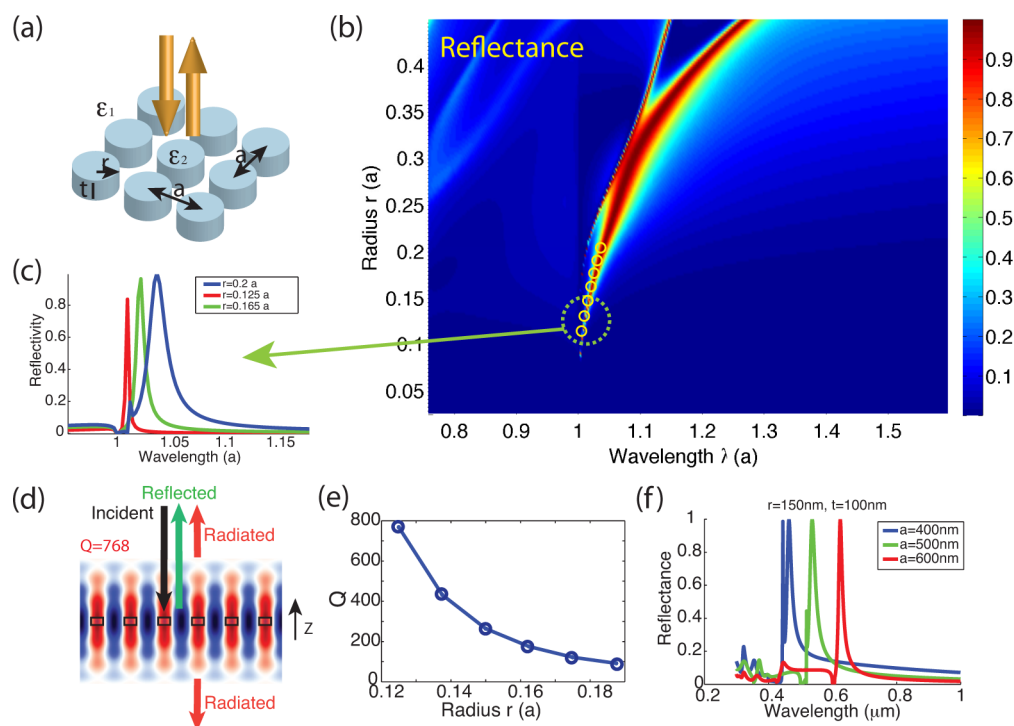 (a)
ε1
ε2
r
a
tI
a
(b)
Reflectance
Radius r (a)
0.4
0.35
0.3
0.25
0.2
0.15
0.1
0.05
0.8
0.9
1
1.1
1.2
1.3
1.4
1.5
Wavelength λ (a)
0.9
0.8
0.7
0.6
0.5
0.4
0.3
0.2
0.1
(c)
r=0.2 a
r=0.125 a
r=0.165 a
Reflectivity
0.8
0.6
0.4
0.2
0
1
1.05
1.1
1.15
Wavelength (a)
(d)
Reflected
Incident
Radiated
Q=768
Z
Radiated
(e)
Q
800
600
400
200
0
0.12
0.14
0.16
0.18
Radius r (a)
(f)
r=150nm, t=100nm
a=400nm
a=500nm
a=600nm
Reflectance
1
0.8
0.6
0.4
0.2
0
0.2
0.4
0.6
0.8
1
Wavelength (μm)